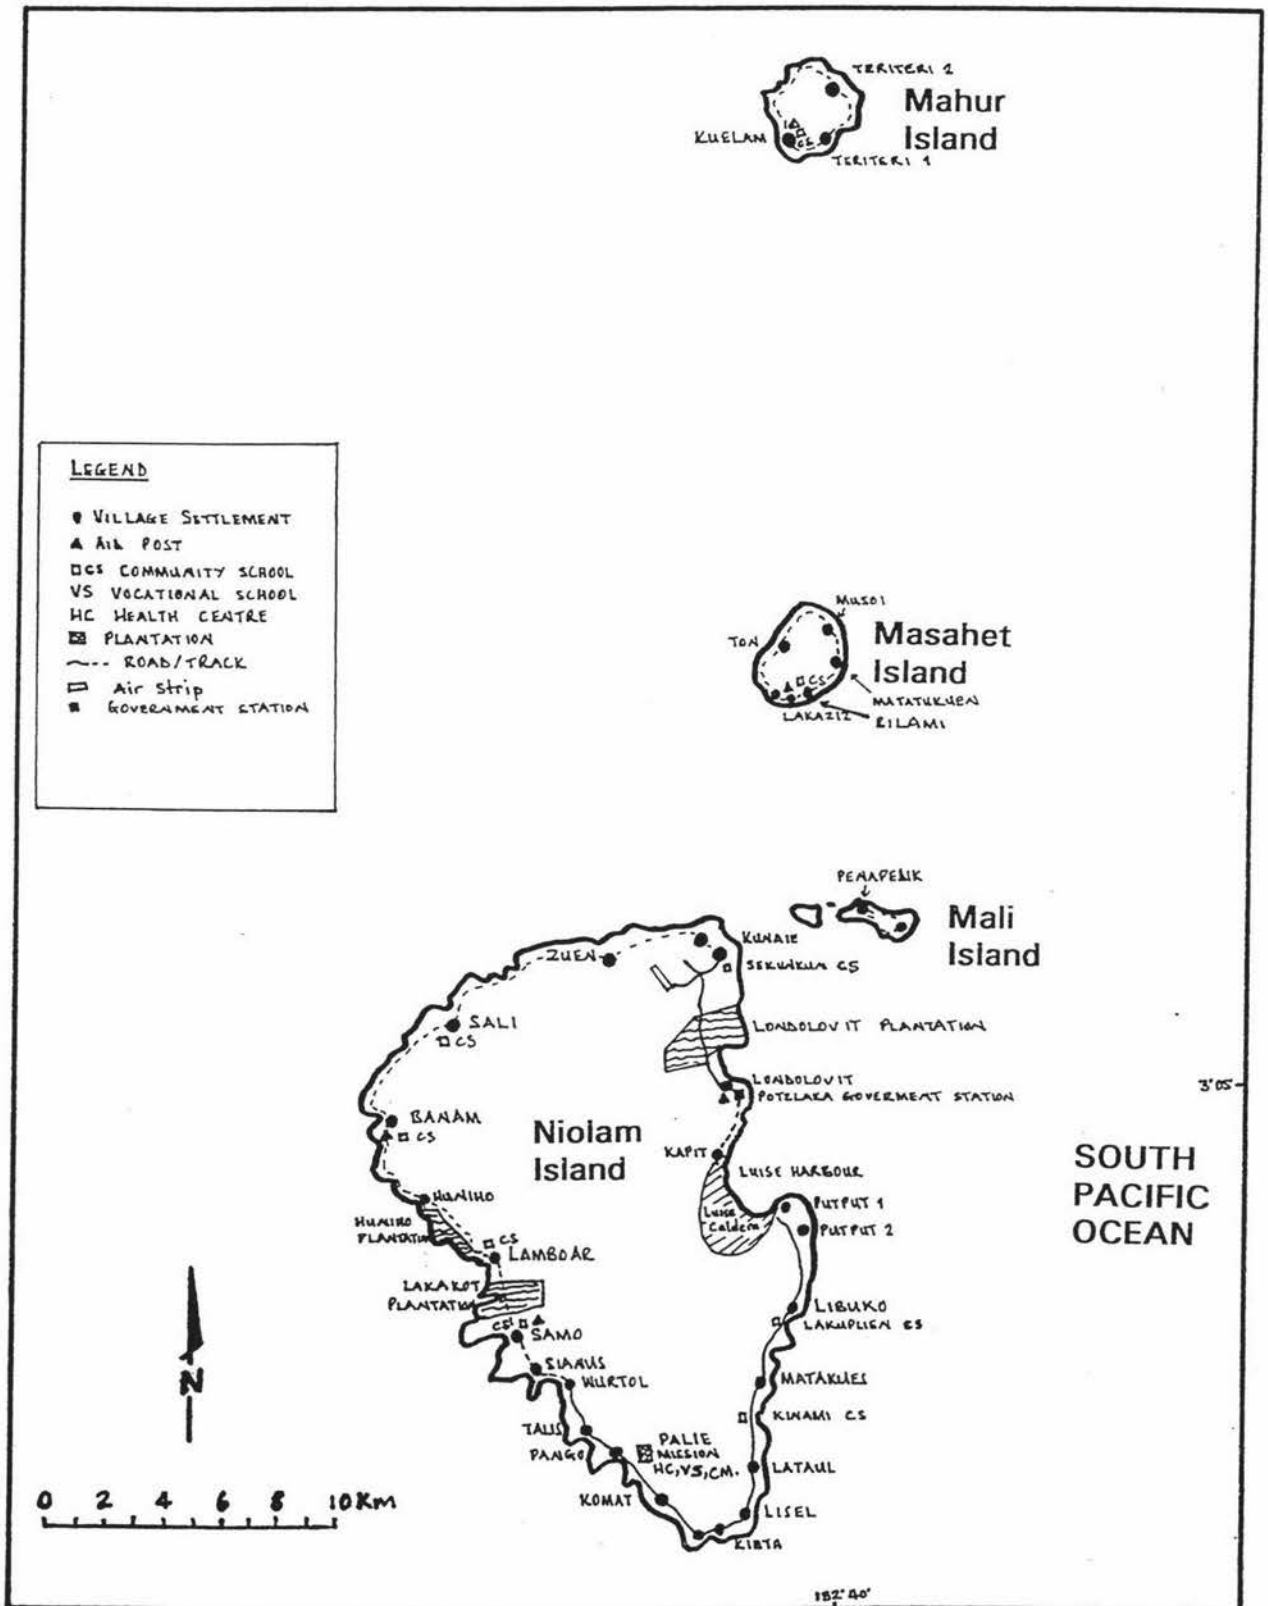 TERITERI 2
Mahur
Island
KUELAM
CS
TERITERI 1
LEGEND
VILLAGE SETTLEMENT
AID POST
CS COMMUNITY SCHOOL
VS VOCATIONAL SCHOOL
HC HEALTH CENTRE
PLANTATION
ROAD/TRACK
Air Strip
GOVERNMENT STATION
MUSOI
TON
Masahet
Island
CS
MATATUKUEN
LAKAZIZ
BILAMI
PENAPENIK
Mali
Island
KUNAIE
ZUEN
SEKUNKUM CS
SALI
CS
LONDOLOVIT PLANTATION
LONDOLOVIT
POTZLAKA GOVERMENT STATION
3°05'
BANAM
CS
Niolam
Island
KAPIT
LUISE HARBOUR
SOUTH
PACIFIC
OCEAN
HUNIHO
PUTPUT 1
Luise
Caldera
HUNIHO
PLANTATION
PUTPUT 2
CS
LAMBOAR
LAKAKOT
PLANTATION
LIBUKO
LAKUPLIEN CS
CS
SAMO
SIANUS
WURTOL
MATAKUES
N
KINAMI CS
TALIS
PANGO
PALIE
MISSION
HC, VS, CM.
LATAUL
0 2 4 6 8 10 Km
KOMAT
LISEL
KIBTA
152°40'